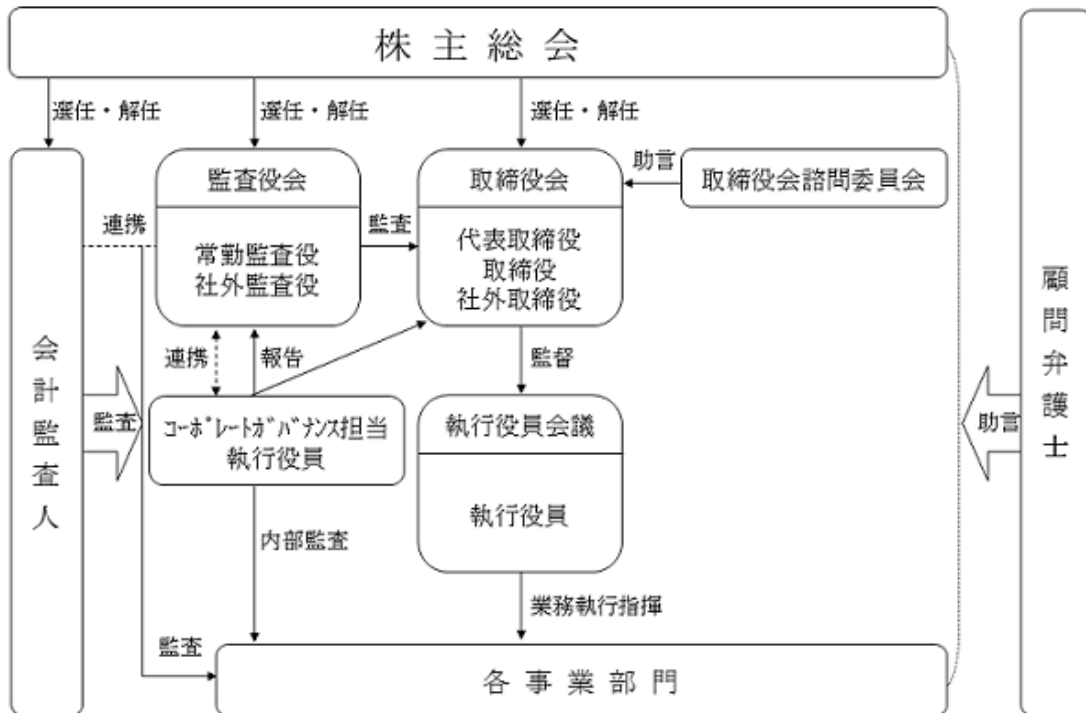 株主総会
選任・解任
選任・解任
選任・解任
監査役会
取締役会
助言
取締役会諮問委員会
連携
監査
常勤監査役
社外監査役
代表取締役
取締役
社外取締役
会計監査人
顧問弁護士
連携
報告
監督
監査
コーポレートガバナンス担当
執行役員
執行役員会議
助言
執行役員
内部監査
業務執行指揮
監査
各事業部門